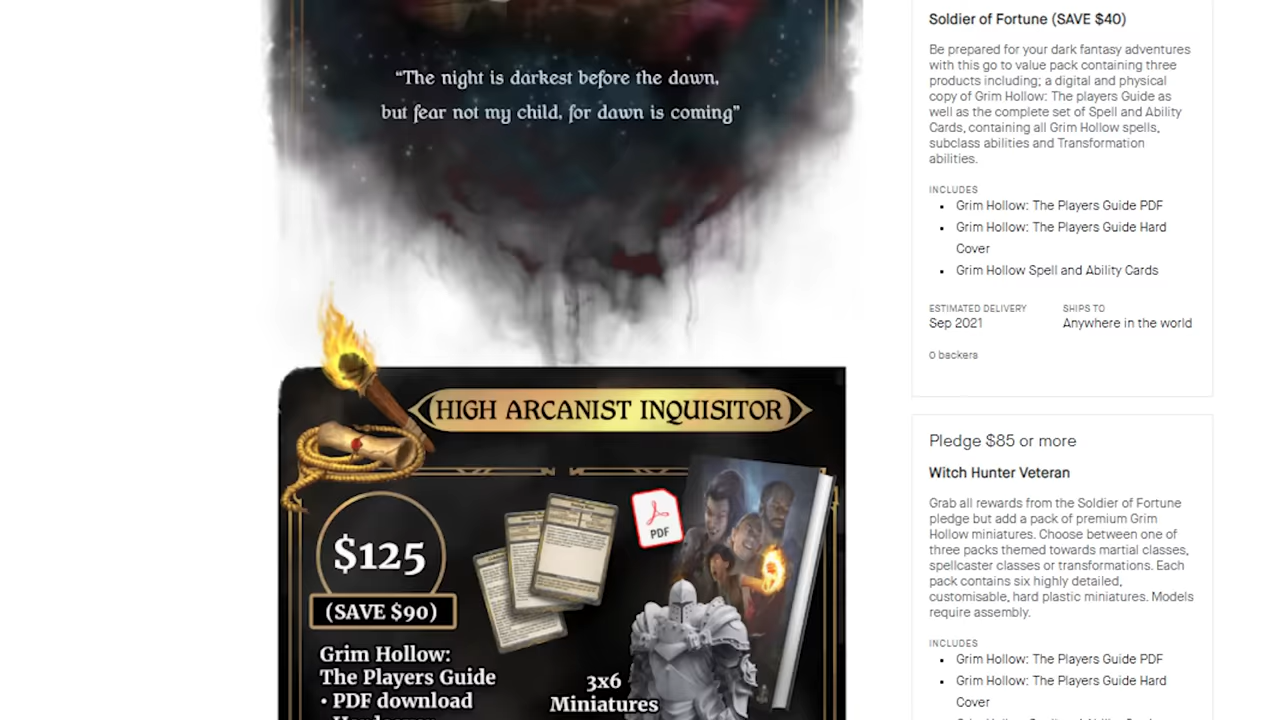 “The night is darkest before the dawn,
but fear not my child, for dawn is coming”
HIGH ARCANIST INQUISITOR
$125
(SAVE $90)
PDF
Grim Hollow:
The Players Guide
• PDF download
3x6
Miniatures
Soldier of Fortune (SAVE $40)
Be prepared for your dark fantasy adventures
with this go to value pack containing three
products including; a digital and physical
copy of Grim Hollow: The players Guide as
well as the complete set of Spell and Ability
Cards, containing all Grim Hollow spells,
subclass abilities and Transformation
abilities.
INCLUDES
• Grim Hollow: The Players Guide PDF
• Grim Hollow: The Players Guide Hard
Cover
• Grim Hollow Spell and Ability Cards
ESTIMATED DELIVERY SHIPS TO
Sep 2021 Anywhere in the world
0 backers
Pledge $85 or more
Witch Hunter Veteran
Grab all rewards from the Soldier of Fortune
pledge but add a pack of premium Grim
Hollow miniatures. Choose between one of
three packs themed towards martial classes,
spellcaster classes or transformations. Each
pack contains six highly detailed,
customisable, hard plastic miniatures. Models
require assembly.
INCLUDES
• Grim Hollow: The Players Guide PDF
• Grim Hollow: The Players Guide Hard
Cover